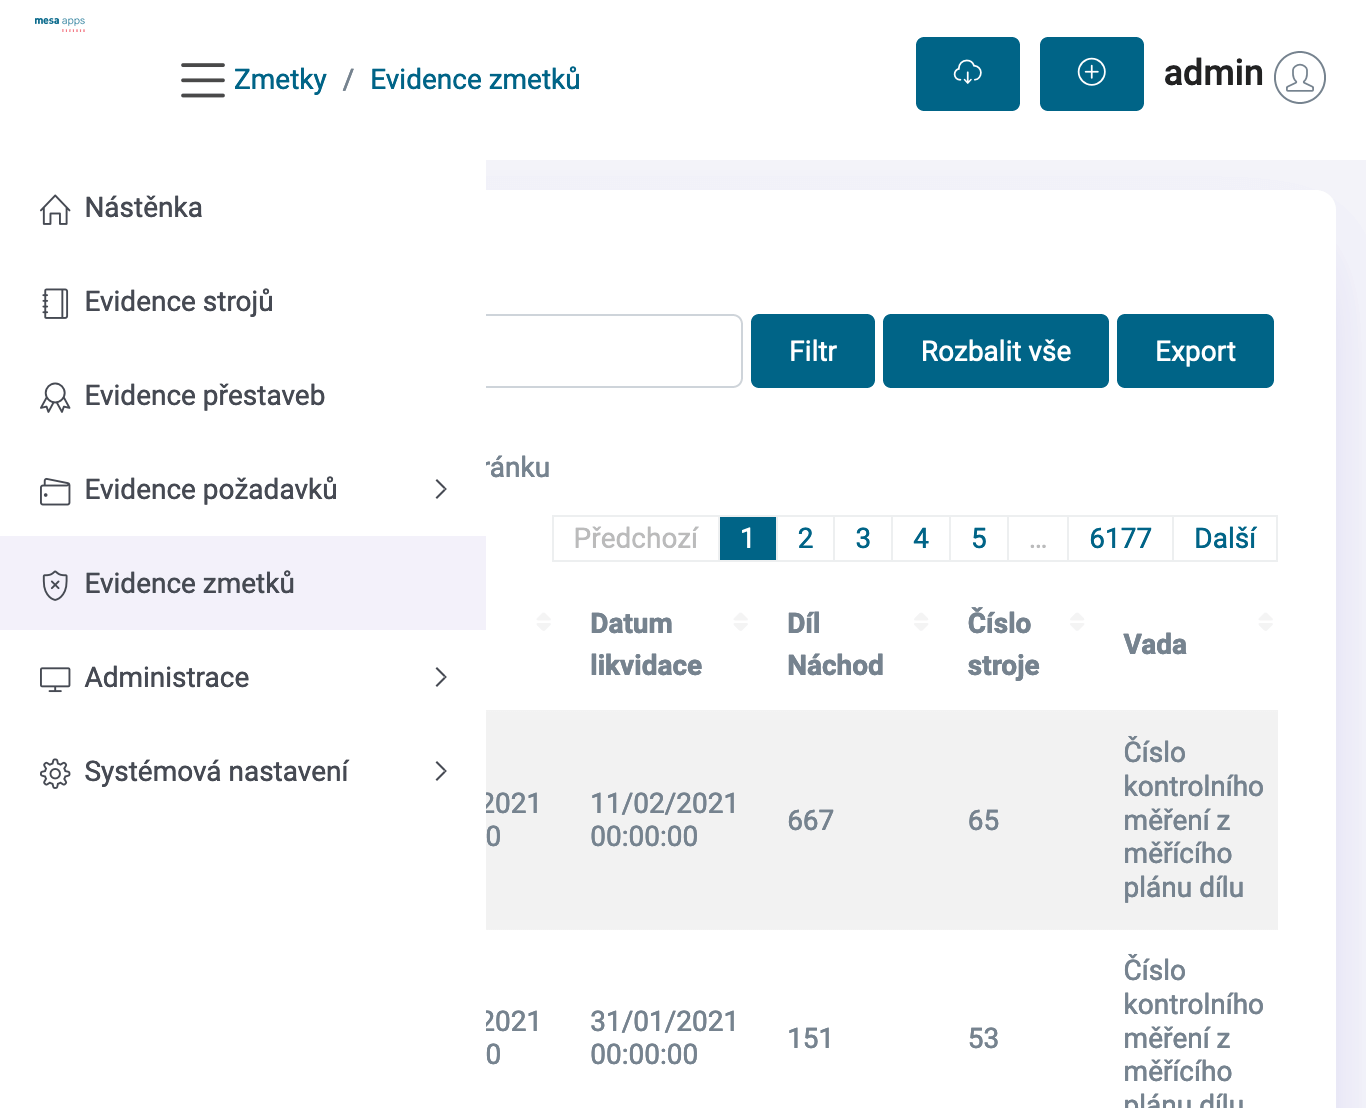 mesa apps
Zmetky / Evidence zmetků
admin
Nástěnka
Evidence strojů
Evidence přestaveb
Evidence požadavků
Evidence zmetků
Administrace
Systémová nastavení
Filtr
Rozbalit vše
Export
ránku
Předchozí 1 2 3 4 5 ... 6177 Další
Datum
likvidace
Díl
Náchod
Číslo
stroje
Vada
2021
0
11/02/2021
00:00:00
667
65
Číslo
kontrolního
měření z
měřícího
plánu dílu
2021
0
31/01/2021
00:00:00
151
53
Číslo
kontrolního
měření z
měřícího
plánu dílu